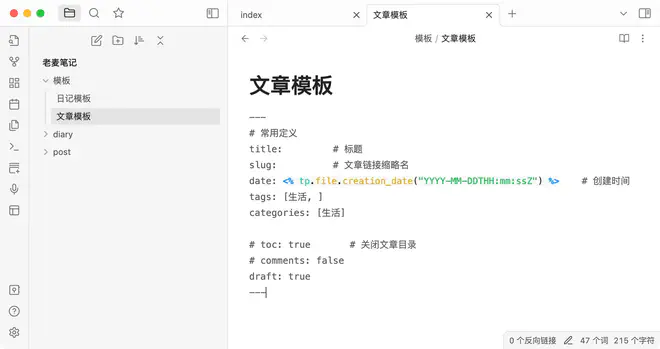 index
文章模板
模板 / 文章模板
老麦笔记
模板
日记模板
文章模板
diary
post
文章模板
---
# 常用定义
title: # 标题
slug: # 文章链接缩略名
date: <% tp.file.creation_date("YYYY-MM-DDTHH:mm:ssZ") %> # 创建时间
tags: [生活, ]
categories: [生活]
# toc: true # 关闭文章目录
# comments: false
draft: true
---
0 个反向链接 47 个词 215 个字符